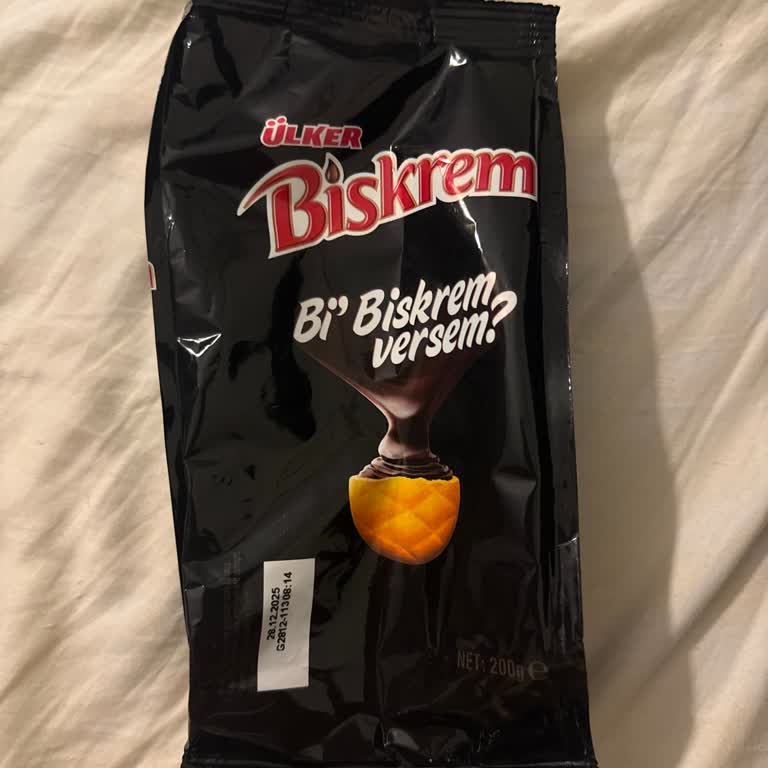 ÜLKER
Biskrem
Bi' Biskrem
versem?
28.12.2025
G2812-11308:14
NET: 200g ℮